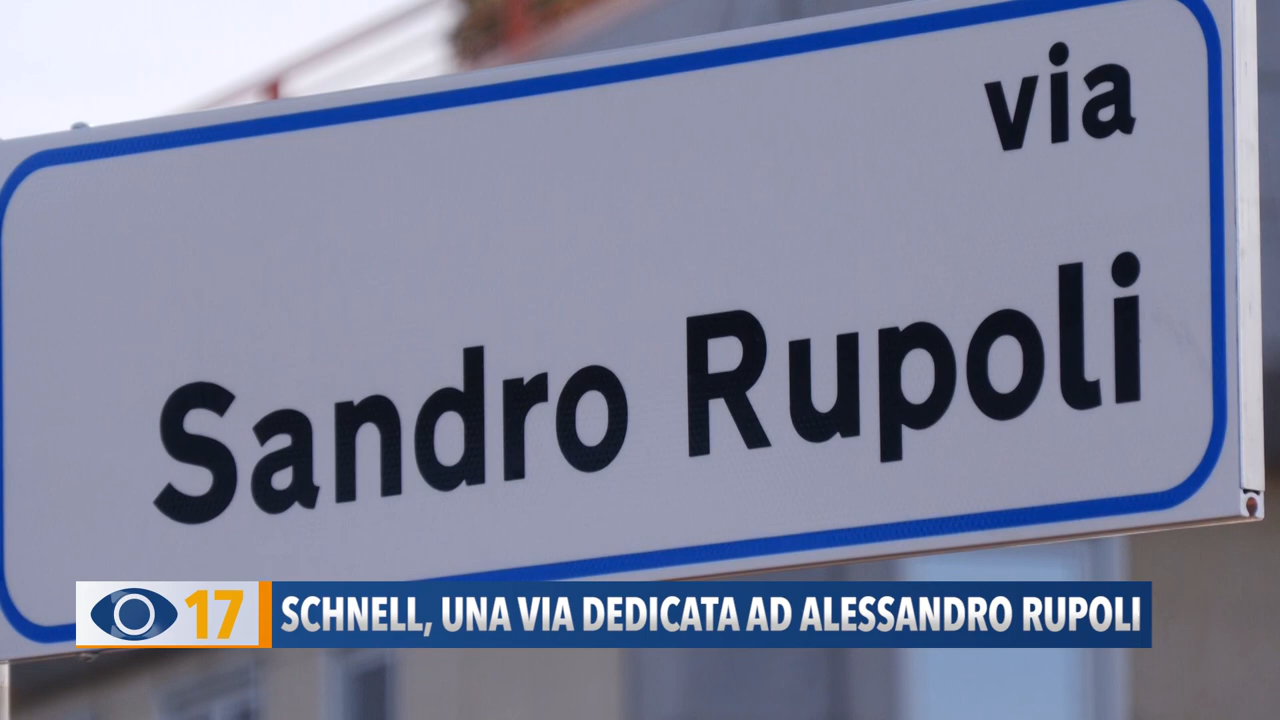 via
Sandro Rupoli
17 SCHNELL, UNA VIA DEDICATA AD ALESSANDRO RUPOLI